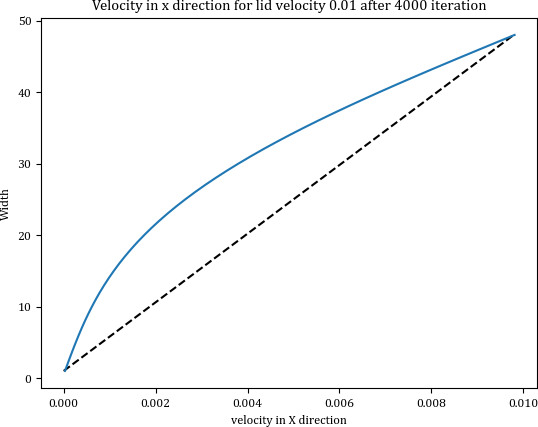 Velocity in x direction for lid velocity 0.01 after 4000 iteration
50
40
30
20
10
0
Width
0.000 0.002 0.004 0.006 0.008 0.010
velocity in X direction